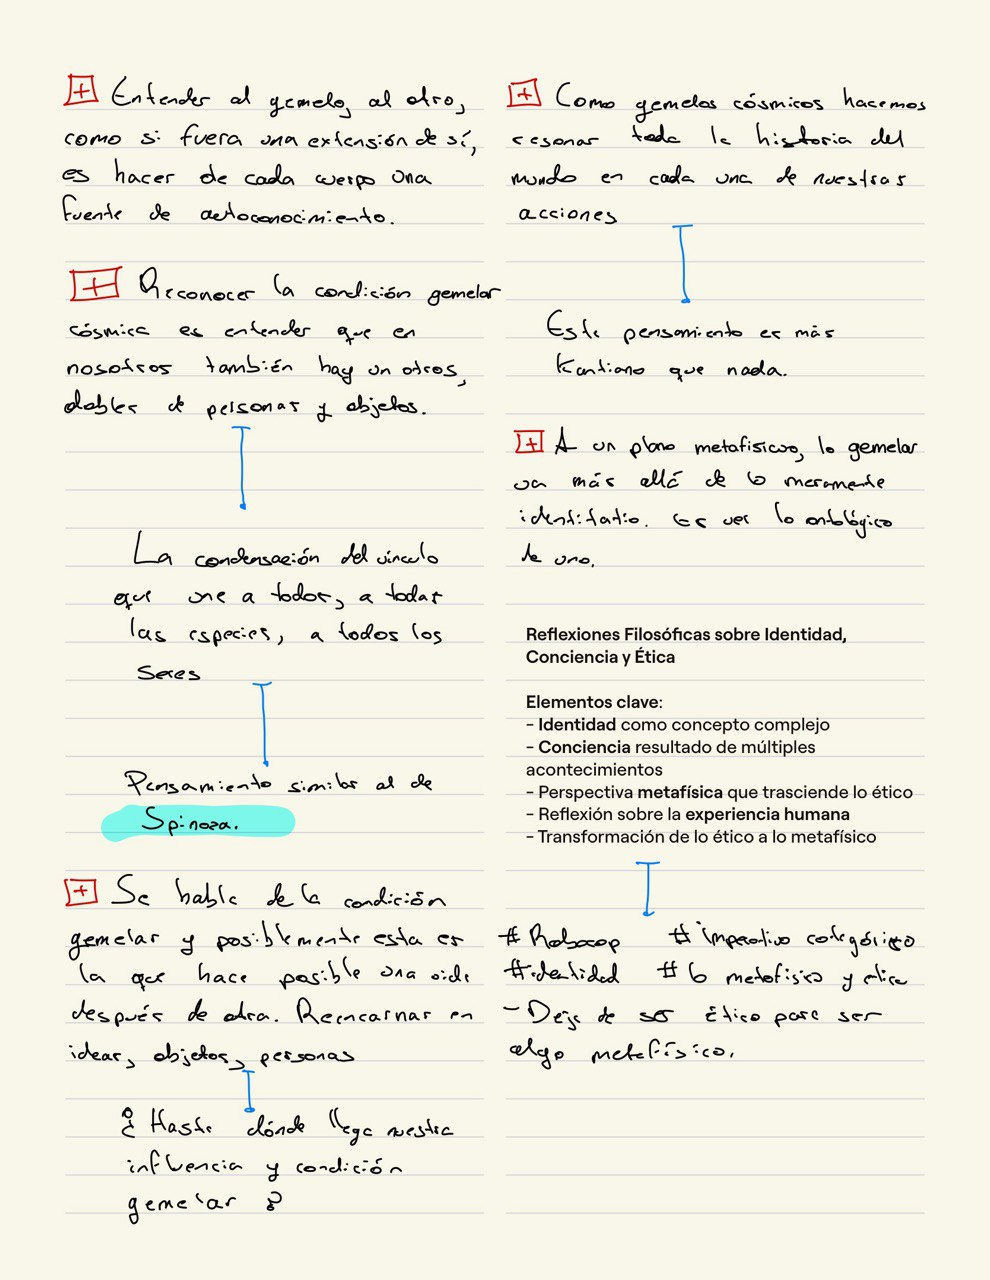 Entender al gemelo, al otro,
como si fuera una extensión de sí,
es hacer de cada cuerpo una
fuente de autoconocimiento.
Reconocer la condición gemelar
cósmica es entender que en
nosotros también hay un otros,
dobles de personas y objetos.
La condensación del vínculo
que une a todos, a todas
las especies, a todos los
seres
Pensamiento similar al de
Spinoza.
Se habla de la condición
gemelar y posiblemente esta es
la que hace posible una vida
después de otra. Reencarnar en
ideas, objetos, personas
¿Hasta dónde llega nuestra
influencia y condición
gemelar?
Como gemelos cósmicos hacemos
resonar toda la historia del
mundo en cada una de nuestras
acciones
Este pensamiento es más
Kantiano que nada.
A un plano metafísico, lo gemelar
va más allá de lo meramente
identitatio. Es ver lo ontológico
de uno.
Reflexiones Filosóficas sobre Identidad,
Conciencia y Ética
Elementos clave:
- Identidad como concepto complejo
- Conciencia resultado de múltiples
acontecimientos
- Perspectiva metafísica que trasciende lo ético
- Reflexión sobre la experiencia humana
- Transformación de lo ético a lo metafísico
#Robocop #imperativo categórico
#identidad #lo metafísico y ética
- Deja de ser ético para ser
algo metafísico.